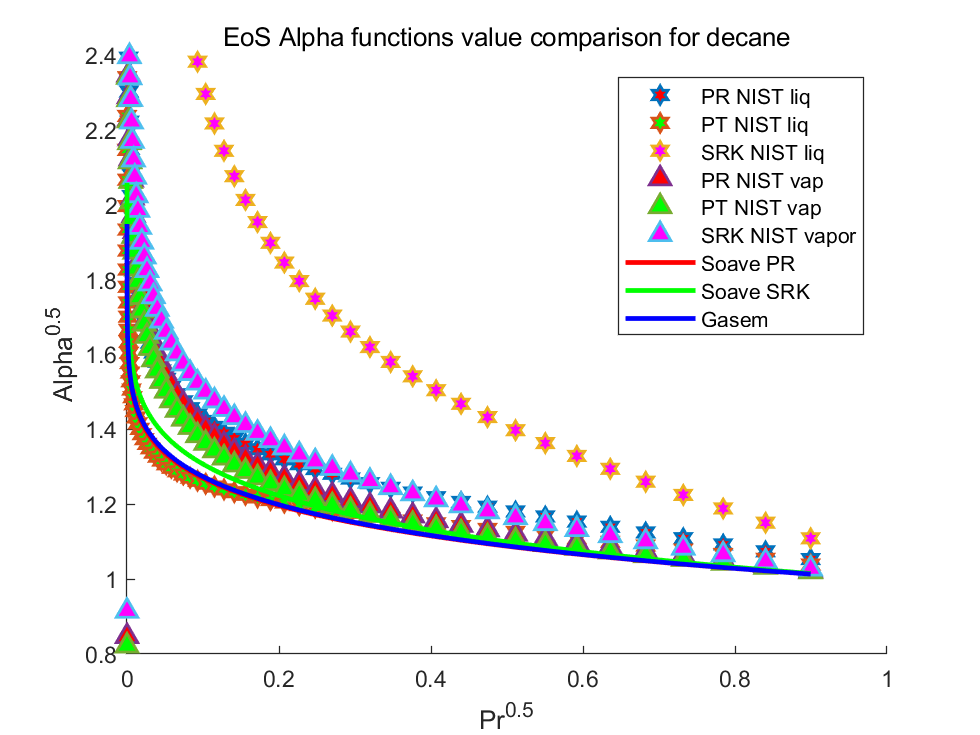 EoS Alpha functions value comparison for decane
2.4
2.2
2
1.8
1.6
1.4
1.2
1
0.8
Alpha^0.5
PR NIST liq
PT NIST liq
SRK NIST liq
PR NIST vap
PT NIST vap
SRK NIST vapor
Soave PR
Soave SRK
Gasem
0 0.2 0.4 0.6 0.8 1
Pr^0.5